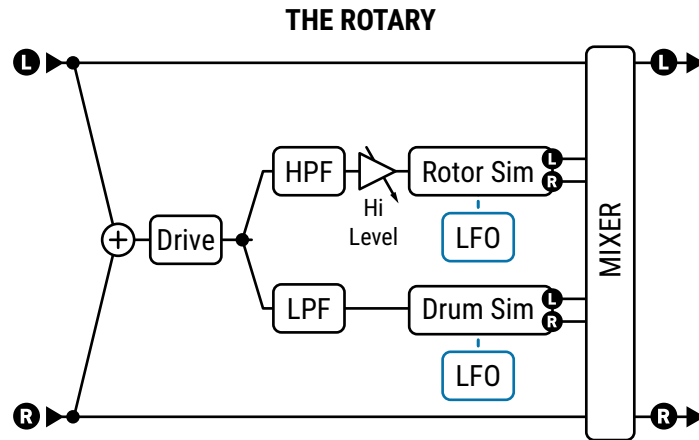 THE ROTARY
L
L
HPF
Rotor Sim
L
R
Hi
Level
LFO
+
Drive
MIXER
LPF
Drum Sim
L
R
LFO
R
R